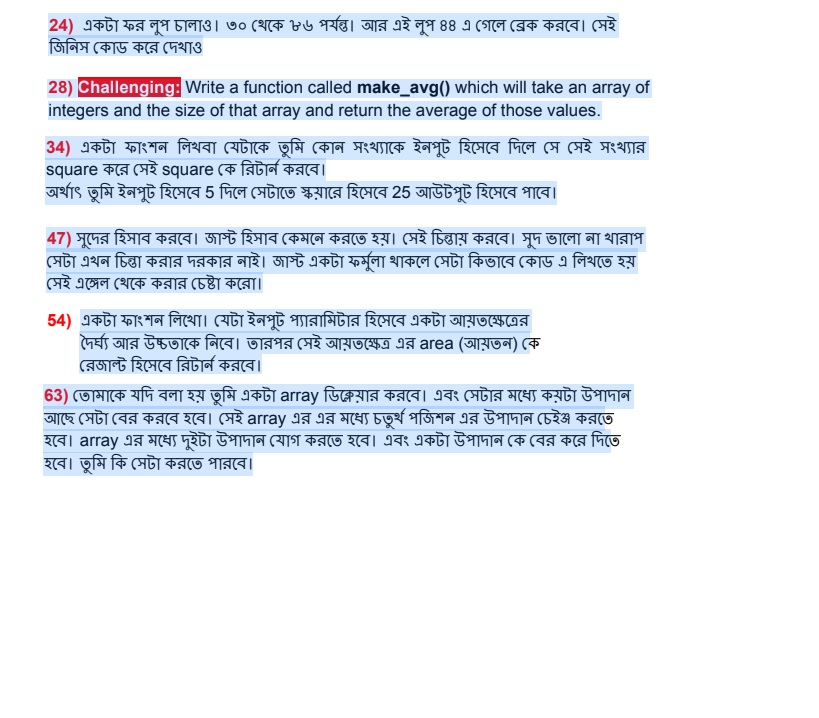 24) একটা ফর লুপ চালাও। ৩০ থেকে ৮৬ পর্যন্ত। আর এই লুপ ৪৪ এ গেলে ব্রেক করবে। সেই
জিনিস কোড করে দেখাও
28) Challenging: Write a function called make_avg() which will take an array of
integers and the size of that array and return the average of those values.
34) একটা ফাংশন লিখবা যেটাকে তুমি কোন সংখ্যাকে ইনপুট হিসেবে দিলে সে সেই সংখ্যার
square করে সেই square কে রিটার্ন করবে।
অর্থাৎ তুমি ইনপুট হিসেবে 5 দিলে সেটাতে স্কয়ারে হিসেবে 25 আউটপুট হিসেবে পাবে।
47) সুদের হিসাব করবে। জাস্ট হিসাব কেমনে করতে হয়। সেই চিন্তায় করবে। সুদ ভালো না খারাপ
সেটা এখন চিন্তা করার দরকার নাই। জাস্ট একটা ফর্মুলা থাকলে সেটা কিভাবে কোড এ লিখতে হয়
সেই এঙ্গেল থেকে করার চেষ্টা করো।
54) একটা ফাংশন লিখো। যেটা ইনপুট প্যারামিটার হিসেবে একটা আয়তক্ষেত্রের
দৈর্ঘ্য আর উচ্চতাকে নিবে। তারপর সেই আয়তক্ষেত্র এর area (আয়তন) কে
রেজাল্ট হিসেবে রিটার্ন করবে।
63) তোমাকে যদি বলা হয় তুমি একটা array ডিক্লেয়ার করবে। এবং সেটার মধ্যে কয়টা উপাদান
আছে সেটা বের করবে হবে। সেই array এর এর মধ্যে চতুর্থ পজিশন এর উপাদান চেইঞ্জ করতে
হবে। array এর মধ্যে দুইটা উপাদান যোগ করতে হবে। এবং একটা উপাদান কে বের করে দিতে
হবে। তুমি কি সেটা করতে পারবে।